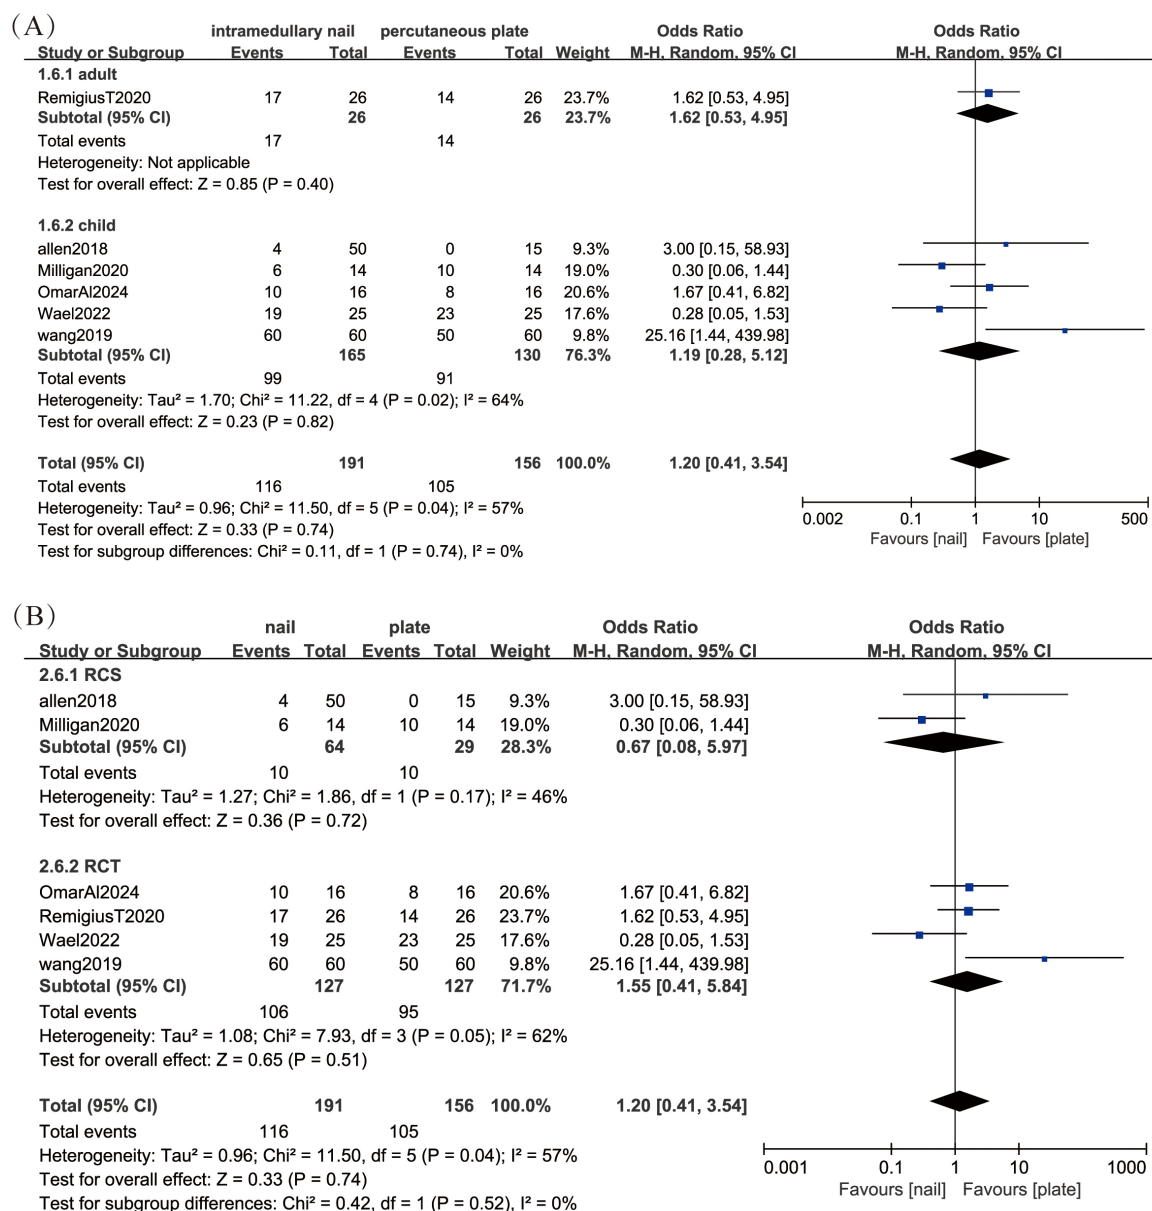 (A)
intramedullary nail percutaneous plate Odds Ratio Odds Ratio
Study or Subgroup Events Total Events Total Weight M-H, Random, 95% CI M-H, Random, 95% CI
1.6.1 adult
RemigiusT2020 17 26 14 26 23.7% 1.62 [0.53, 4.95]
Subtotal (95% CI) 26 26 23.7% 1.62 [0.53, 4.95]
Total events 17 14
Heterogeneity: Not applicable
Test for overall effect: Z = 0.85 (P = 0.40)
1.6.2 child
allen2018 4 50 0 15 9.3% 3.00 [0.15, 58.93]
Milligan2020 6 14 10 14 19.0% 0.30 [0.06, 1.44]
OmarAl2024 10 16 8 16 20.6% 1.67 [0.41, 6.82]
Wael2022 19 25 23 25 17.6% 0.28 [0.05, 1.53]
wang2019 60 60 50 60 9.8% 25.16 [1.44, 439.98]
Subtotal (95% CI) 165 130 76.3% 1.19 [0.28, 5.12]
Total events 99 91
Heterogeneity: Tau² = 1.70; Chi² = 11.22, df = 4 (P = 0.02); I² = 64%
Test for overall effect: Z = 0.23 (P = 0.82)
Total (95% CI) 191 156 100.0% 1.20 [0.41, 3.54]
Total events 116 105
Heterogeneity: Tau² = 0.96; Chi² = 11.50, df = 5 (P = 0.04); I² = 57%
Test for overall effect: Z = 0.33 (P = 0.74)
Test for subgroup differences: Chi² = 0.11, df = 1 (P = 0.74), I² = 0%
0.002 0.1 1 10 500
Favours [nail] Favours [plate]
(B)
nail plate Odds Ratio Odds Ratio
Study or Subgroup Events Total Events Total Weight M-H, Random, 95% CI M-H, Random, 95% CI
2.6.1 RCS
allen2018 4 50 0 15 9.3% 3.00 [0.15, 58.93]
Milligan2020 6 14 10 14 19.0% 0.30 [0.06, 1.44]
Subtotal (95% CI) 64 29 28.3% 0.67 [0.08, 5.97]
Total events 10 10
Heterogeneity: Tau² = 1.27; Chi² = 1.86, df = 1 (P = 0.17); I² = 46%
Test for overall effect: Z = 0.36 (P = 0.72)
2.6.2 RCT
OmarAl2024 10 16 8 16 20.6% 1.67 [0.41, 6.82]
RemigiusT2020 17 26 14 26 23.7% 1.62 [0.53, 4.95]
Wael2022 19 25 23 25 17.6% 0.28 [0.05, 1.53]
wang2019 60 60 50 60 9.8% 25.16 [1.44, 439.98]
Subtotal (95% CI) 127 127 71.7% 1.55 [0.41, 5.84]
Total events 106 95
Heterogeneity: Tau² = 1.08; Chi² = 7.93, df = 3 (P = 0.05); I² = 62%
Test for overall effect: Z = 0.65 (P = 0.51)
Total (95% CI) 191 156 100.0% 1.20 [0.41, 3.54]
Total events 116 105
Heterogeneity: Tau² = 0.96; Chi² = 11.50, df = 5 (P = 0.04); I² = 57%
Test for overall effect: Z = 0.33 (P = 0.74)
Test for subgroup differences: Chi² = 0.42, df = 1 (P = 0.52), I² = 0%
0.001 0.1 1 10 1000
Favours [nail] Favours [plate]